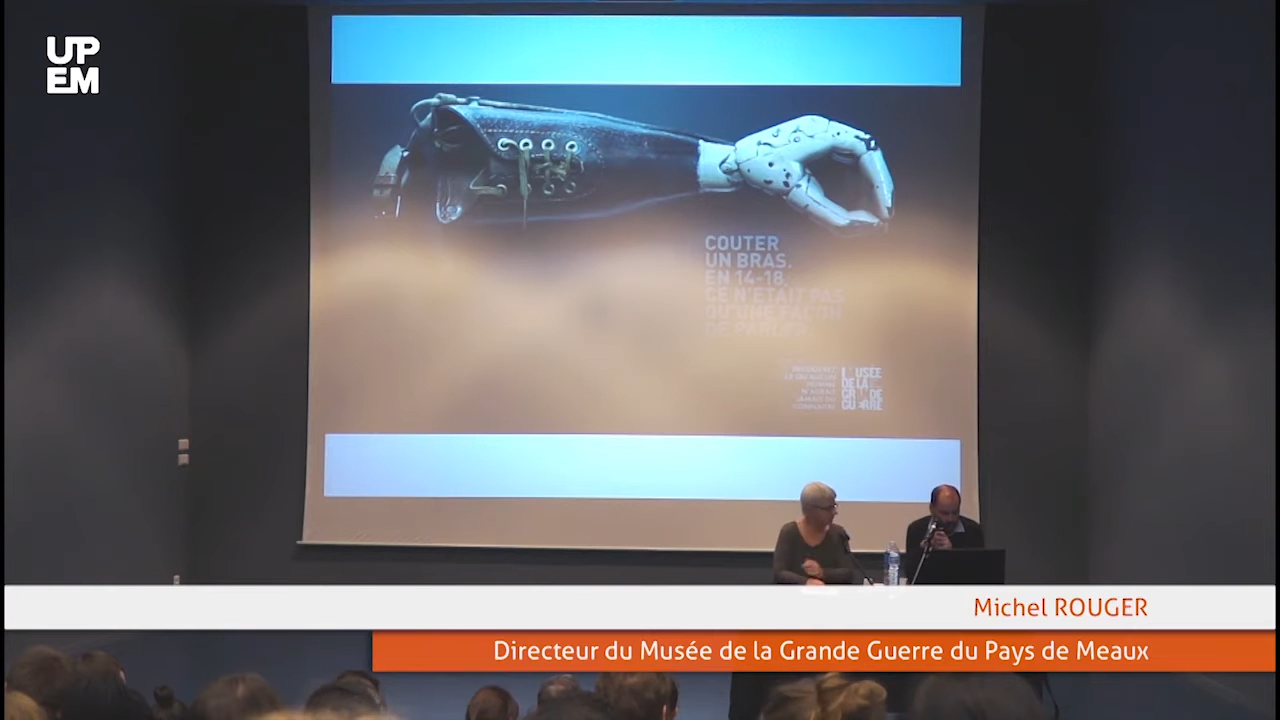 UP
EM
COUTER
UN BRAS.
EN 14-18,
CE N'ÉTAIT PAS
QU'UNE FAÇON
DE PARLER.
MUSÉE
DE LA
GRANDE
GUERRE
Michel ROUGER
Directeur du Musée de la Grande Guerre du Pays de Meaux